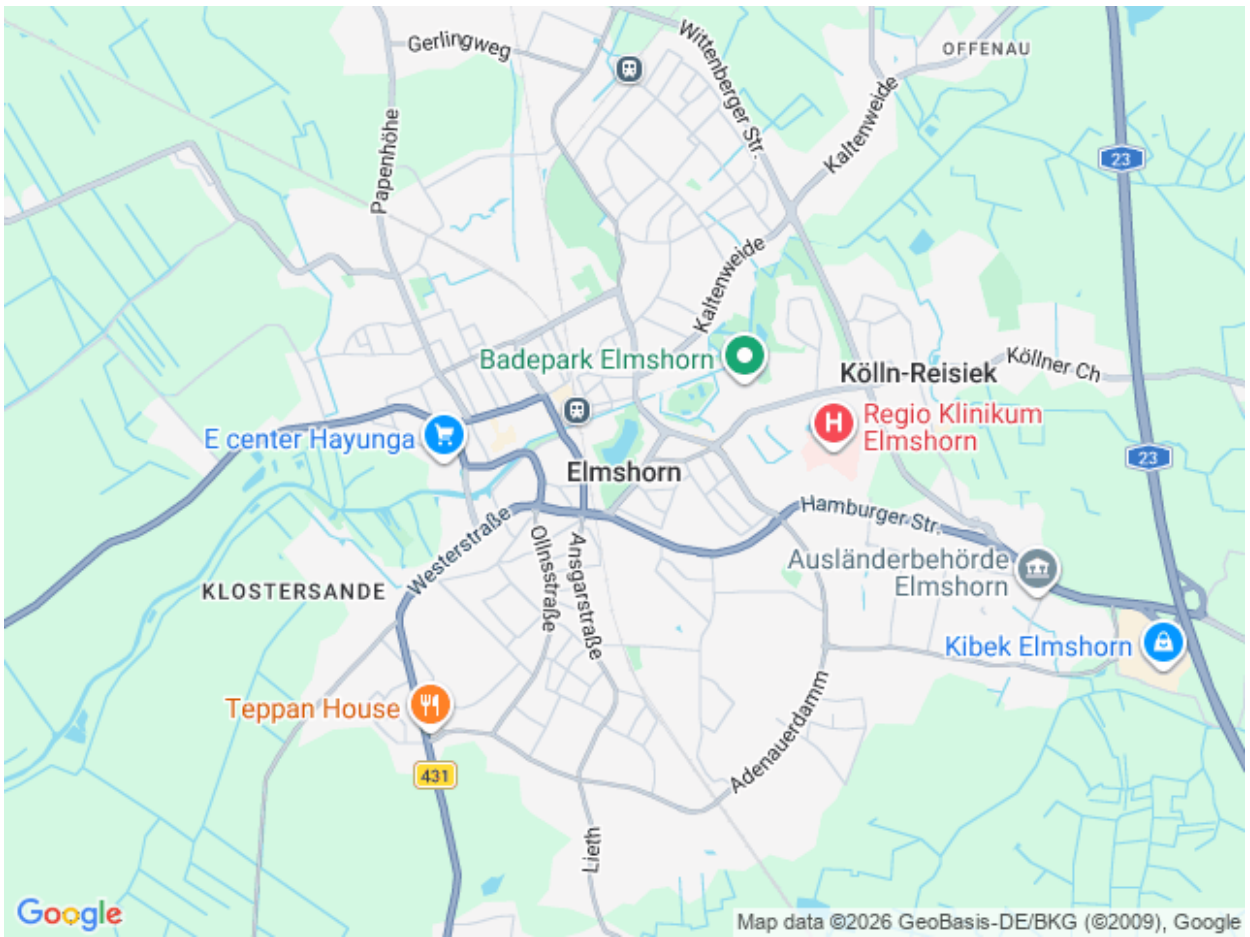 Gerlingweg
Wittenberger Str.
OFFENAU
Papenhöhe
Kaltenweide
23
Kaltenweide
Badepark Elmshorn
Kölln-Reisiek
Köllner Ch
E center Hayunga
Regio Klinikum
Elmshorn
23
Elmshorn
Hamburger Str.
Westerstraße
Ollnsstraße
Ansgarstraße
Ausländerbehörde
Elmshorn
KLOSTERSANDE
Kibek Elmshorn
Teppan House
Adenauerdamm
431
Lieth
Google
Map data ©2026 GeoBasis-DE/BKG (©2009), Google